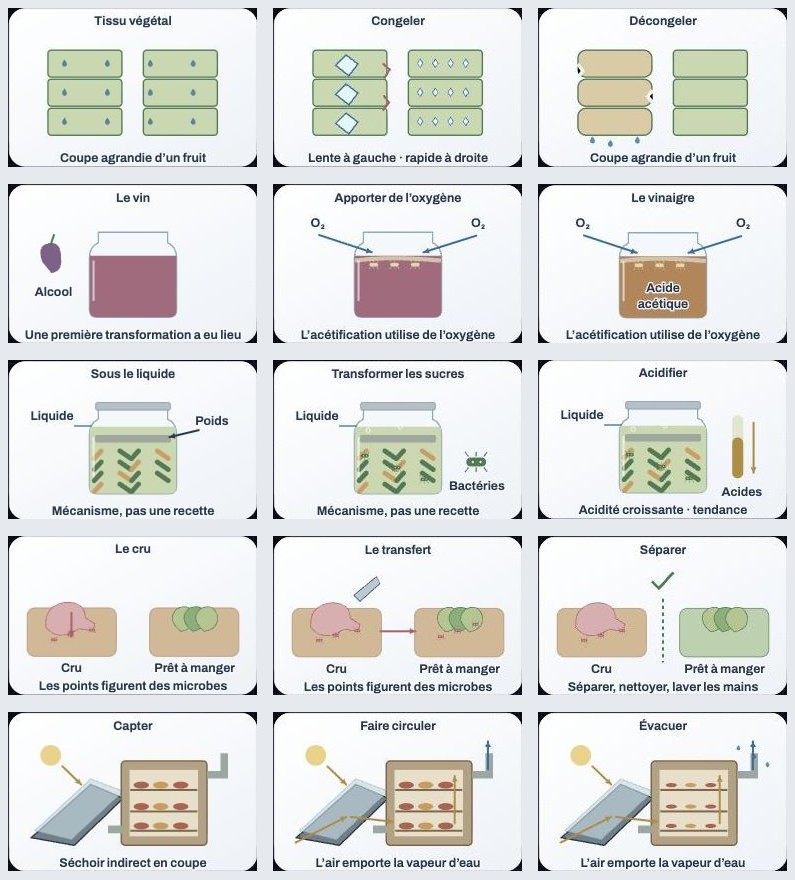 Tissu végétal
Coupe agrandie d'un fruit
Congeler
Lente à gauche · rapide à droite
Décongeler
Coupe agrandie d'un fruit
Le vin
Alcool
Une première transformation a eu lieu
Apporter de l'oxygène
O₂
O₂
L'acétification utilise de l'oxygène
Le vinaigre
O₂
O₂
Acide
acétique
L'acétification utilise de l'oxygène
Sous le liquide
Liquide
Poids
Mécanisme, pas une recette
Transformer les sucres
Liquide
Bactéries
Mécanisme, pas une recette
Acidifier
Liquide
Acides
Acidité croissante · tendance
Le cru
Cru
Prêt à manger
Les points figurent des microbes
Le transfert
Cru
Prêt à manger
Les points figurent des microbes
Séparer
Cru
Prêt à manger
Séparer, nettoyer, laver les mains
Capter
Séchoir indirect en coupe
Faire circuler
L'air emporte la vapeur d'eau
Évacuer
L'air emporte la vapeur d'eau